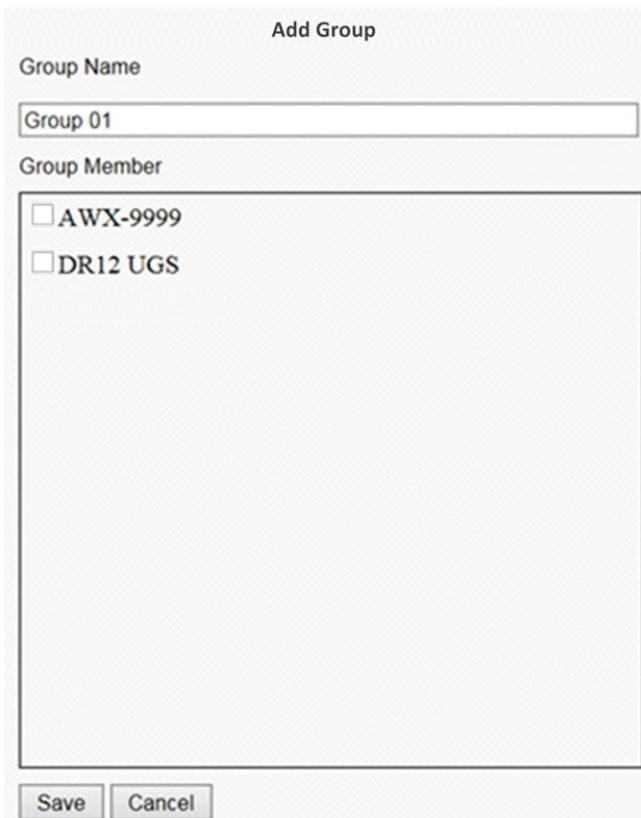 Add Group
Group Name
Group 01
Group Member
AWX-9999
DR12 UGS
Save Cancel